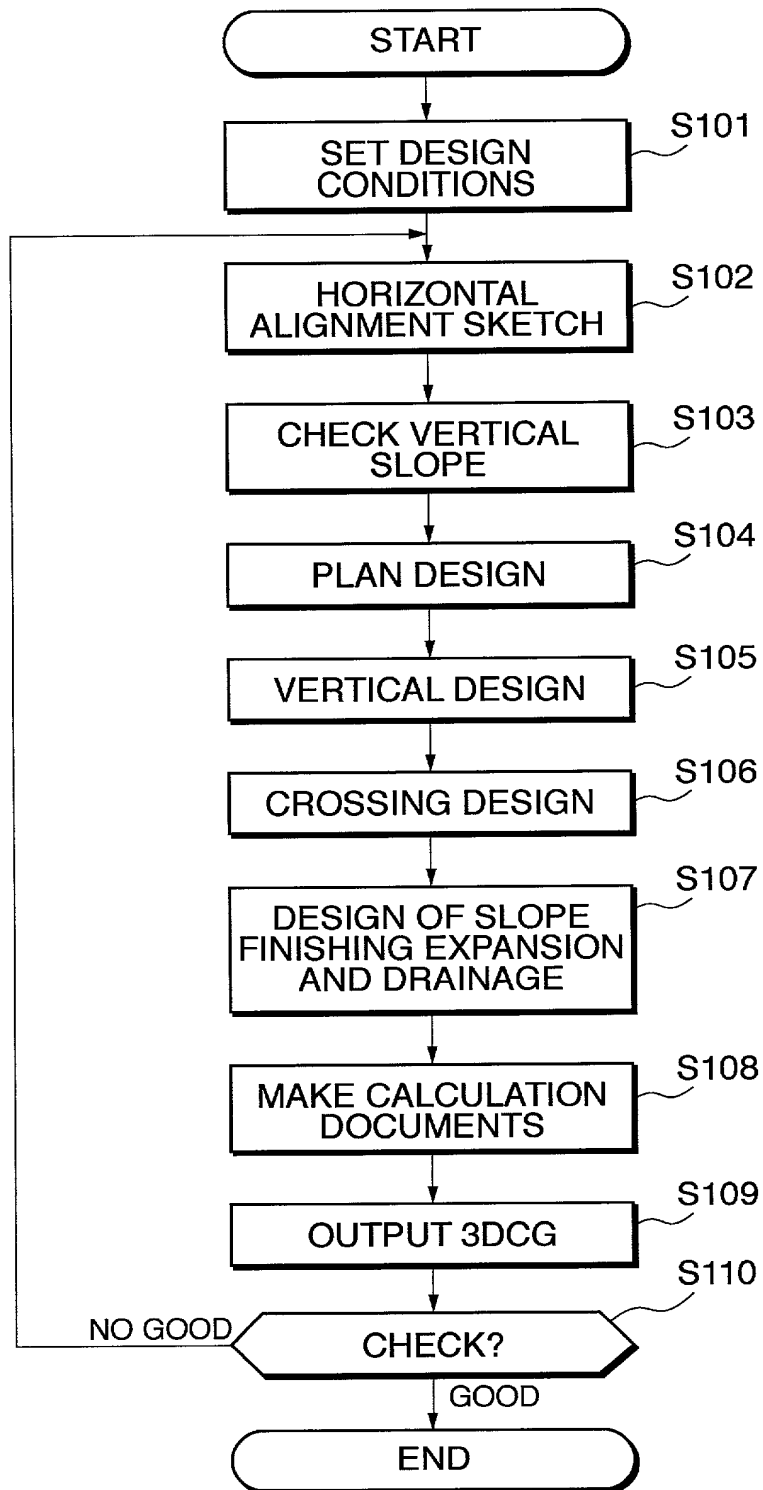 START
S101
SET DESIGN
CONDITIONS
S102
HORIZONTAL
ALIGNMENT SKETCH
S103
CHECK VERTICAL
SLOPE
S104
PLAN DESIGN
S105
VERTICAL DESIGN
S106
CROSSING DESIGN
S107
DESIGN OF SLOPE
FINISHING EXPANSION
AND DRAINAGE
S108
MAKE CALCULATION
DOCUMENTS
S109
OUTPUT 3DCG
S110
NO GOOD
CHECK?
GOOD
END